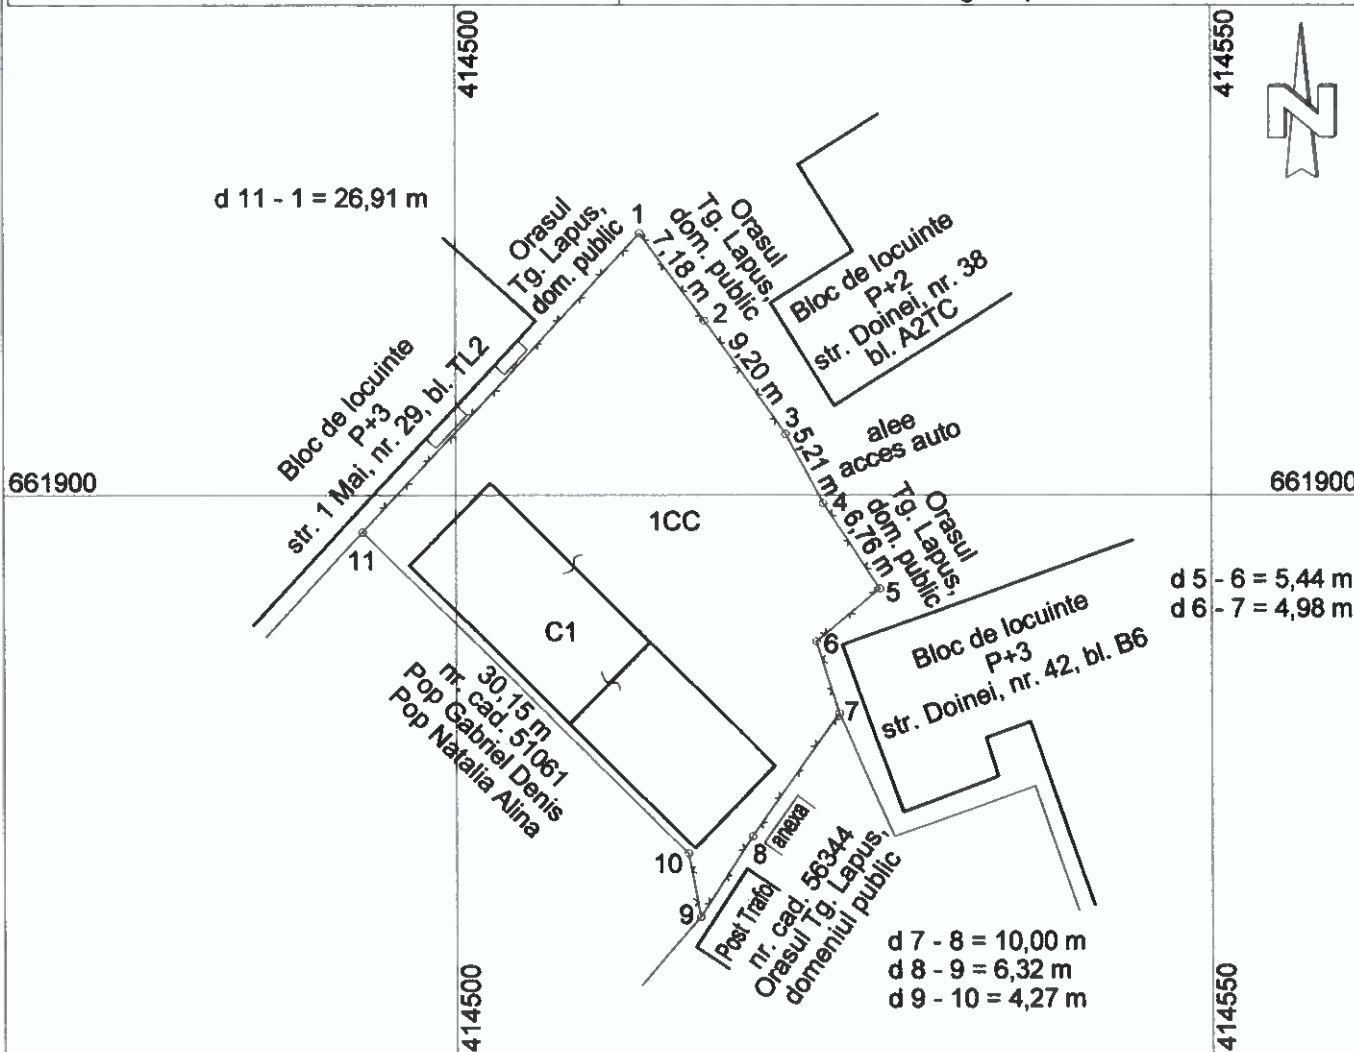 414500
414550
N
d 11 - 1 = 26,91 m
Orasul
Tg. Lapus,
dom. public
1
7,18 m
Orasul
Tg. Lapus,
dom. public
2
9,20 m
Bloc de locuinte
P+2
str. Doinei, nr. 38
bl. A2TC
Bloc de locuinte
P+3
str. 1 Mai, nr. 29, bl. TL2
3
5,21 m
alee
acces auto
661900
661900
1CC
4
6,76 m
Orasul
Tg. Lapus,
dom. public
11
5
d 5 - 6 = 5,44 m
d 6 - 7 = 4,98 m
C1
6
Bloc de locuinte
P+3
str. Doinei, nr. 42, bl. B6
7
30,15 m
nr. cad. 51061
Pop Gabriel Denis
Pop Natalia Alina
8
anexa
10
9
Post Trafo
nr. cad. 56344
Orasul Tg. Lapus,
domeniul public
d 7 - 8 = 10,00 m
d 8 - 9 = 6,32 m
d 9 - 10 = 4,27 m
414500
414550